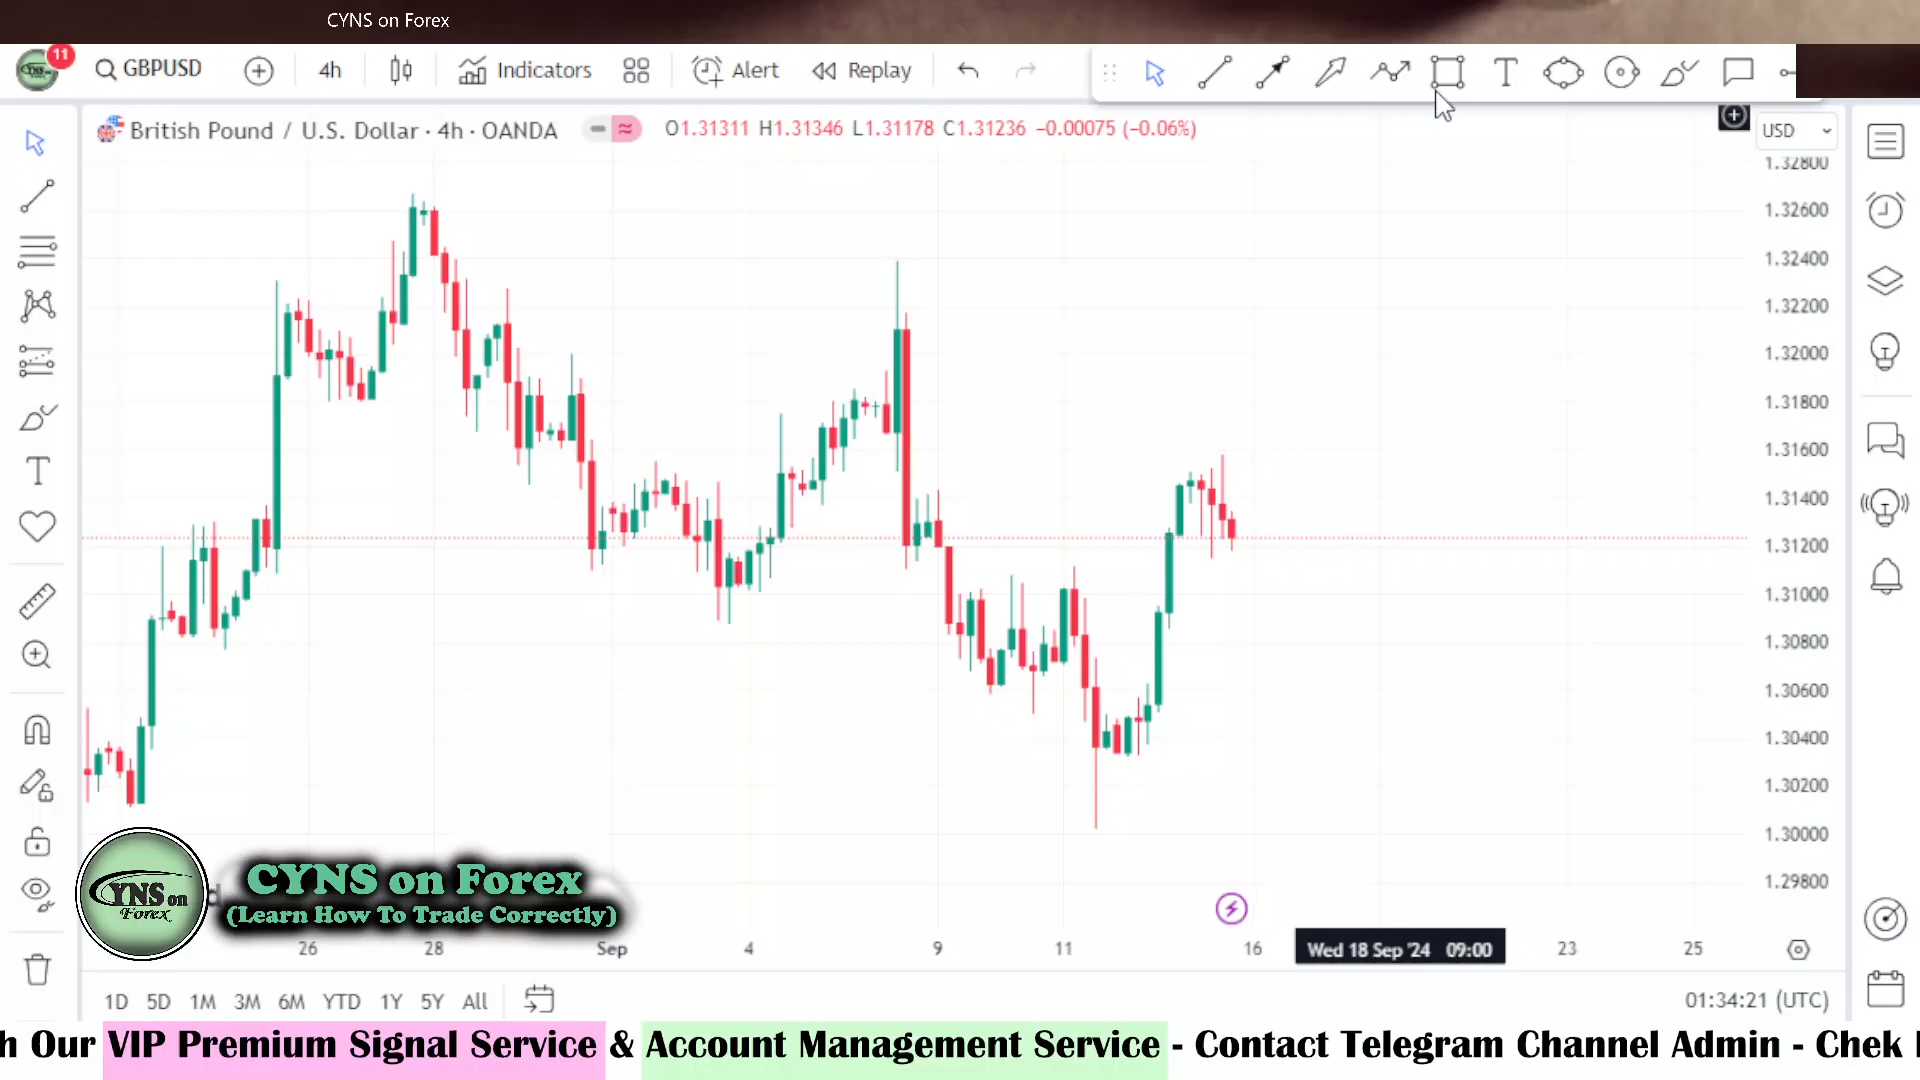 CYNS on Forex
11
GBPUSD
4h
Indicators
Alert
Replay
British Pound / U.S. Dollar · 4h · OANDA
O1.31311 H1.31346 L1.31178 C1.31236 −0.00075 (−0.06%)
USD
1.32800
1.32600
1.32400
1.32200
1.32000
1.31800
1.31600
1.31400
1.31200
1.31000
1.30800
1.30600
1.30400
1.30200
1.30000
1.29800
CYNS on Forex
(Learn How To Trade Correctly)
YNS on
Forex
26 28 Sep 4 9 11 16 Wed 18 Sep '24 09:00 23 25
1D 5D 1M 3M 6M YTD 1Y 5Y All
01:34:21 (UTC)
h Our VIP Premium Signal Service & Account Management Service - Contact Telegram Channel Admin - Chek